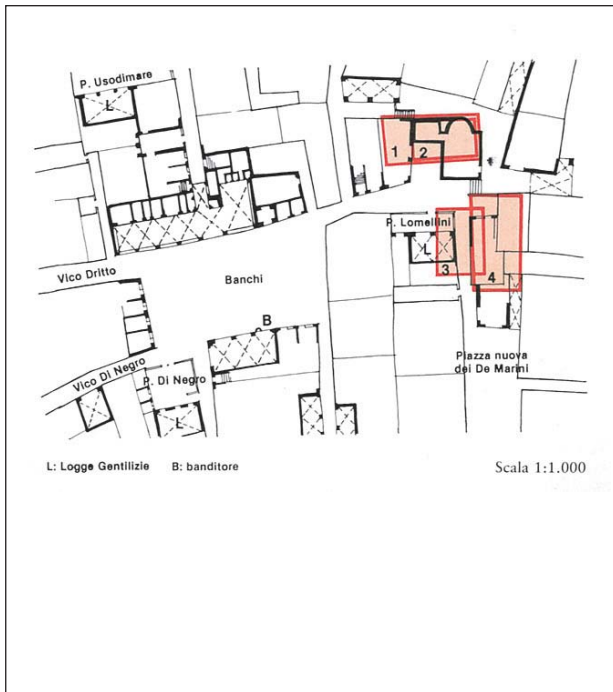 P. Usodimare
L
1
2
P. Lomellini
L
3
4
Vico Dritto
Banchi
B
Piazza nuova
dei De Marini
Vico Di Negro
P. Di Negro
L
L: Logge Gentilizie B: banditore
Scala 1:1.000